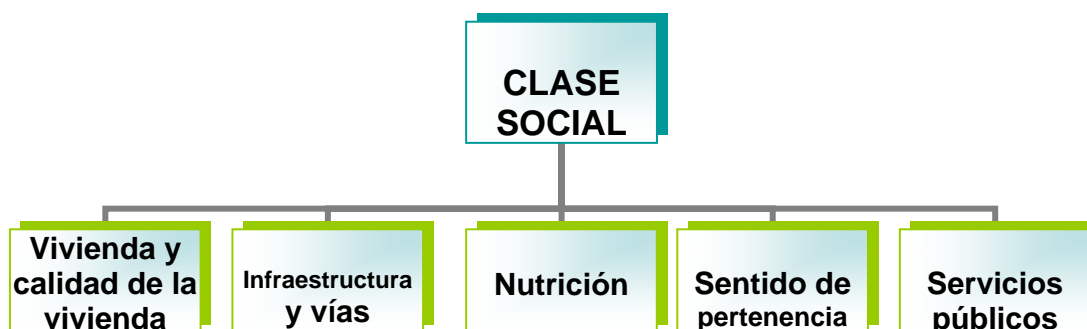 CLASE
SOCIAL
Vivienda y
calidad de la
vivienda
Infraestructura
y vías
Nutrición
Sentido de
pertenencia
Servicios
públicos